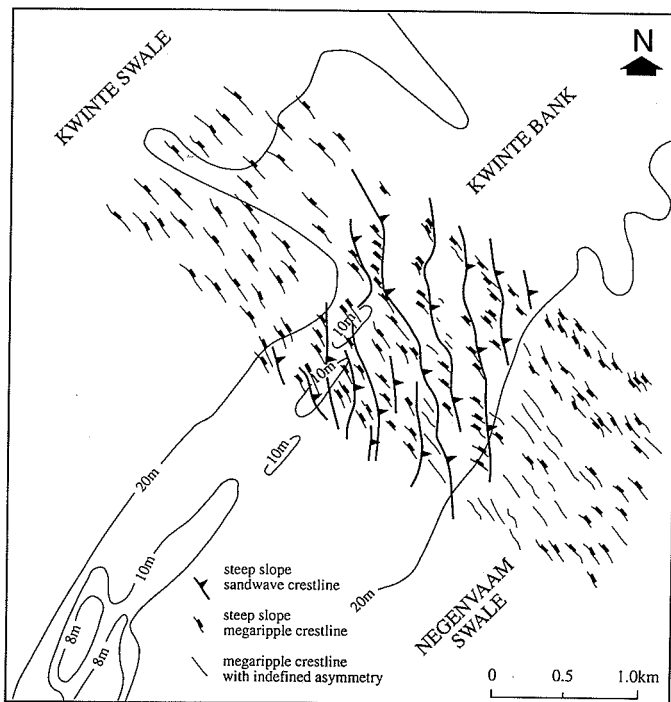 KWINTE SWALE
N
KWINTE BANK
10m
10m
10m
20m
10m
8m
8m
20m
NEGENVAAM
SWALE
steep slope
sandwave crestline
steep slope
megaripple crestline
megaripple crestline
with indefined asymmetry
0 0.5 1.0km